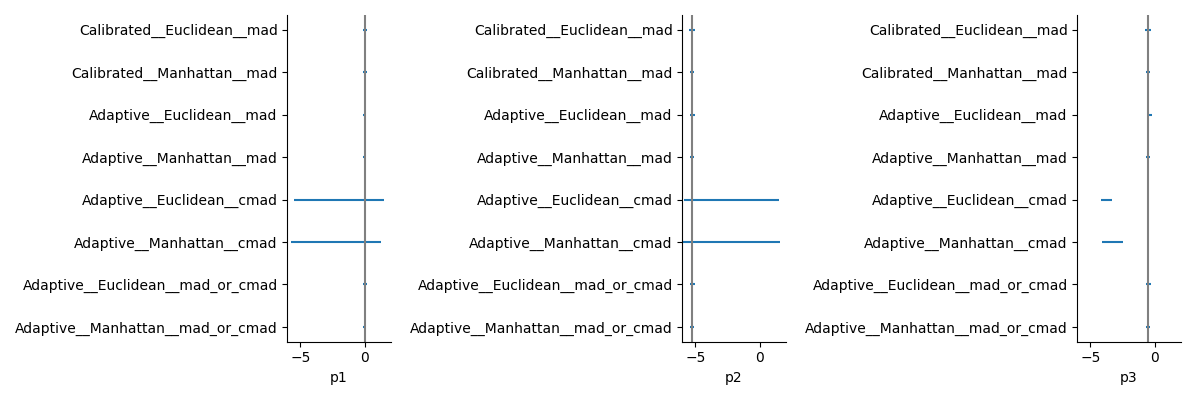 Calibrated__Euclidean__mad
Calibrated__Manhattan__mad
Adaptive__Euclidean__mad
Adaptive__Manhattan__mad
Adaptive__Euclidean__cmad
Adaptive__Manhattan__cmad
Adaptive__Euclidean__mad_or_cmad
Adaptive__Manhattan__mad_or_cmad
−5 0
p1
Calibrated__Euclidean__mad
Calibrated__Manhattan__mad
Adaptive__Euclidean__mad
Adaptive__Manhattan__mad
Adaptive__Euclidean__cmad
Adaptive__Manhattan__cmad
Adaptive__Euclidean__mad_or_cmad
Adaptive__Manhattan__mad_or_cmad
−5 0
p2
Calibrated__Euclidean__mad
Calibrated__Manhattan__mad
Adaptive__Euclidean__mad
Adaptive__Manhattan__mad
Adaptive__Euclidean__cmad
Adaptive__Manhattan__cmad
Adaptive__Euclidean__mad_or_cmad
Adaptive__Manhattan__mad_or_cmad
−5 0
p3